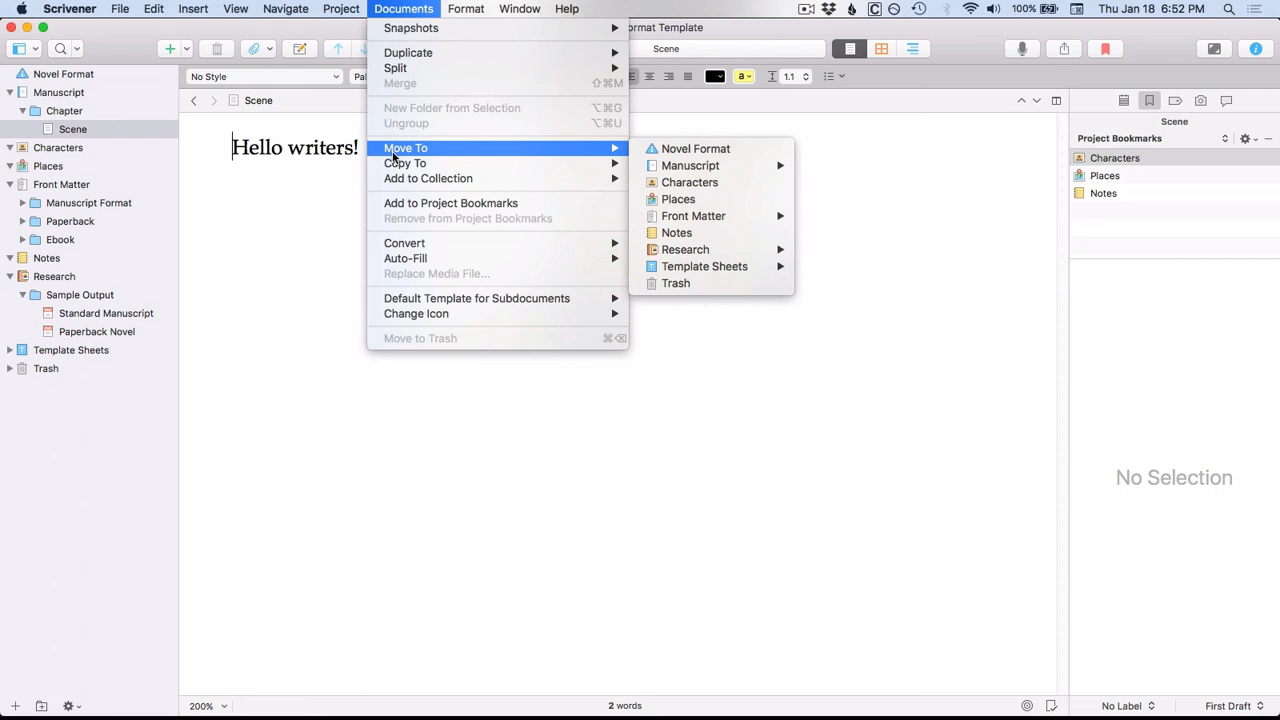 Scrivener File Edit Insert View Navigate Project Documents Format Window Help 100% Thu Jan 18 6:52 PM
ormat Template
Scene
No Style Pal 1.1
Scene
Novel Format
Manuscript
Chapter
Scene
Characters
Places
Front Matter
Manuscript Format
Paperback
Ebook
Notes
Research
Sample Output
Standard Manuscript
Paperback Novel
Template Sheets
Trash
Hello writers!
Snapshots
Duplicate
Split
Merge ⇧⌘M
New Folder from Selection ⌥⌘G
Ungroup ⌥⌘U
Move To
Copy To
Add to Collection
Add to Project Bookmarks
Remove from Project Bookmarks
Convert
Auto-Fill
Replace Media File...
Default Template for Subdocuments
Change Icon
Move to Trash ⌘⌫
Novel Format
Manuscript
Characters
Places
Front Matter
Notes
Research
Template Sheets
Trash
Scene
Project Bookmarks
Characters
Places
Notes
No Selection
200% 2 words No Label First Draft